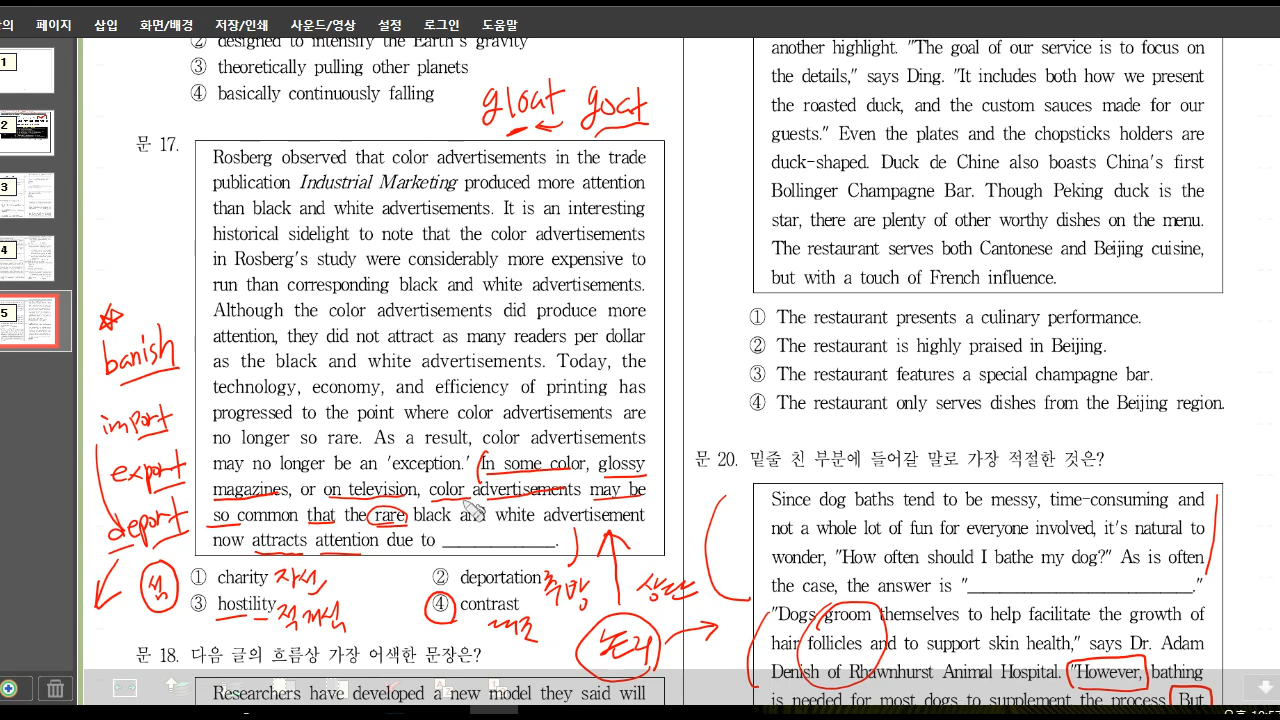 의 페이지 삽입 화면/배경 저장/인쇄 사운드/영상 설정 로그인 도움말
1
2
3
4
5
② designed to intensify the Earth's gravity
③ theoretically pulling other planets
④ basically continuously falling
gloat goat
문 17.
Rosberg observed that color advertisements in the trade
publication Industrial Marketing produced more attention
than black and white advertisements. It is an interesting
historical sidelight to note that the color advertisements
in Rosberg's study were considerably more expensive to
run than corresponding black and white advertisements.
Although the color advertisements did produce more
attention, they did not attract as many readers per dollar
as the black and white advertisements. Today, the
technology, economy, and efficiency of printing has
progressed to the point where color advertisements are
no longer so rare. As a result, color advertisements
may no longer be an 'exception.' In some color, glossy
magazines, or on television, color advertisements may be
so common that the rare black and white advertisement
now attracts attention due to ____________.
banish
import
export
deport
섬
① charity 자선
② deportation 추방
③ hostility 적개심
④ contrast 대조
상단
논리
문 18. 다음 글의 흐름상 가장 어색한 문장은?
Researchers have developed a new model they said will
another highlight. "The goal of our service is to focus on
the details," says Ding. "It includes both how we present
the roasted duck, and the custom sauces made for our
guests." Even the plates and the chopsticks holders are
duck-shaped. Duck de Chine also boasts China's first
Bollinger Champagne Bar. Though Peking duck is the
star, there are plenty of other worthy dishes on the menu.
The restaurant serves both Cantonese and Beijing cuisine,
but with a touch of French influence.
① The restaurant presents a culinary performance.
② The restaurant is highly praised in Beijing.
③ The restaurant features a special champagne bar.
④ The restaurant only serves dishes from the Beijing region.
문 20. 밑줄 친 부분에 들어갈 말로 가장 적절한 것은?
Since dog baths tend to be messy, time-consuming and
not a whole lot of fun for everyone involved, it's natural to
wonder, "How often should I bathe my dog?" As is often
the case, the answer is "________________________."
"Dogs groom themselves to help facilitate the growth of
hair follicles and to support skin health," says Dr. Adam
Denish of Rhawnhurst Animal Hospital. "However, bathing
is needed for most dogs to supplement the process. But